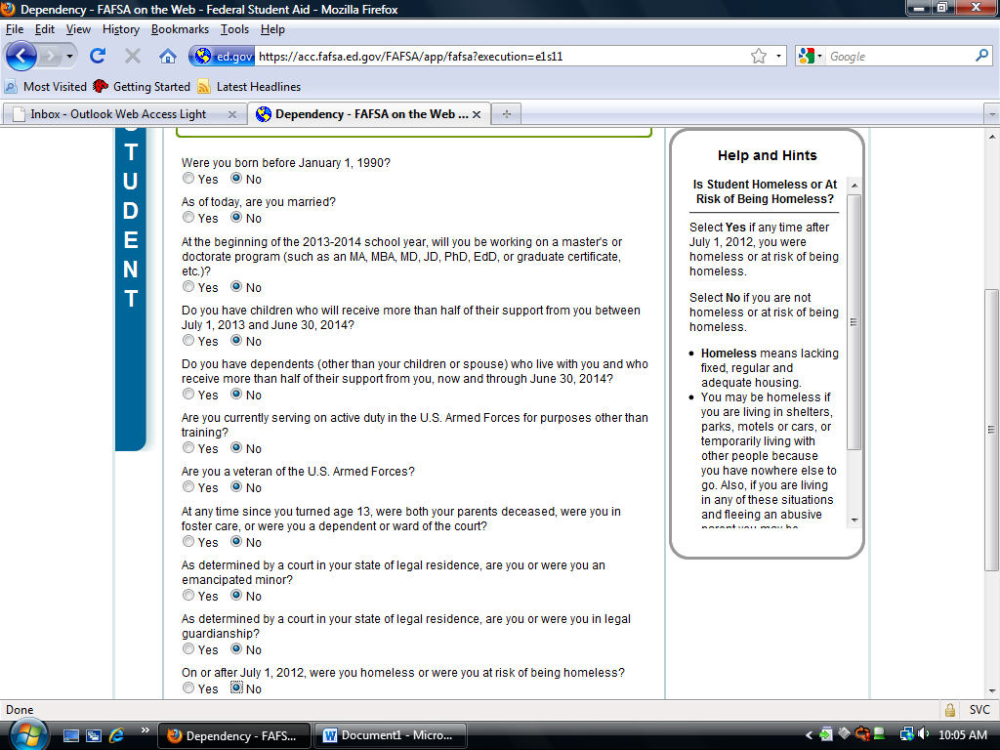 Dependency - FAFSA on the Web - Federal Student Aid - Mozilla Firefox
File Edit View History Bookmarks Tools Help
ed.gov https://acc.fafsa.ed.gov/FAFSA/app/fafsa?execution=e1s11
Google
Most Visited Getting Started Latest Headlines
Inbox - Outlook Web Access Light
Dependency - FAFSA on the Web ...
T
U
D
E
N
T
Were you born before January 1, 1990?
Yes No
As of today, are you married?
Yes No
At the beginning of the 2013-2014 school year, will you be working on a master's or
doctorate program (such as an MA, MBA, MD, JD, PhD, EdD, or graduate certificate,
etc.)?
Yes No
Do you have children who will receive more than half of their support from you between
July 1, 2013 and June 30, 2014?
Yes No
Do you have dependents (other than your children or spouse) who live with you and who
receive more than half of their support from you, now and through June 30, 2014?
Yes No
Are you currently serving on active duty in the U.S. Armed Forces for purposes other than
training?
Yes No
Are you a veteran of the U.S. Armed Forces?
Yes No
At any time since you turned age 13, were both your parents deceased, were you in
foster care, or were you a dependent or ward of the court?
Yes No
As determined by a court in your state of legal residence, are you or were you an
emancipated minor?
Yes No
As determined by a court in your state of legal residence, are you or were you in legal
guardianship?
Yes No
On or after July 1, 2012, were you homeless or were you at risk of being homeless?
Yes No
Help and Hints
Is Student Homeless or At
Risk of Being Homeless?
Select Yes if any time after
July 1, 2012, you were
homeless or at risk of being
homeless.
Select No if you are not
homeless or at risk of being
homeless.
• Homeless means lacking
fixed, regular and
adequate housing.
• You may be homeless if
you are living in shelters,
parks, motels or cars, or
temporarily living with
other people because
you have nowhere else to
go. Also, if you are living
in any of these situations
and fleeing an abusive
parent you may be
Done
SVC
Dependency - FAFS...
Document1 - Micro...
10:05 AM